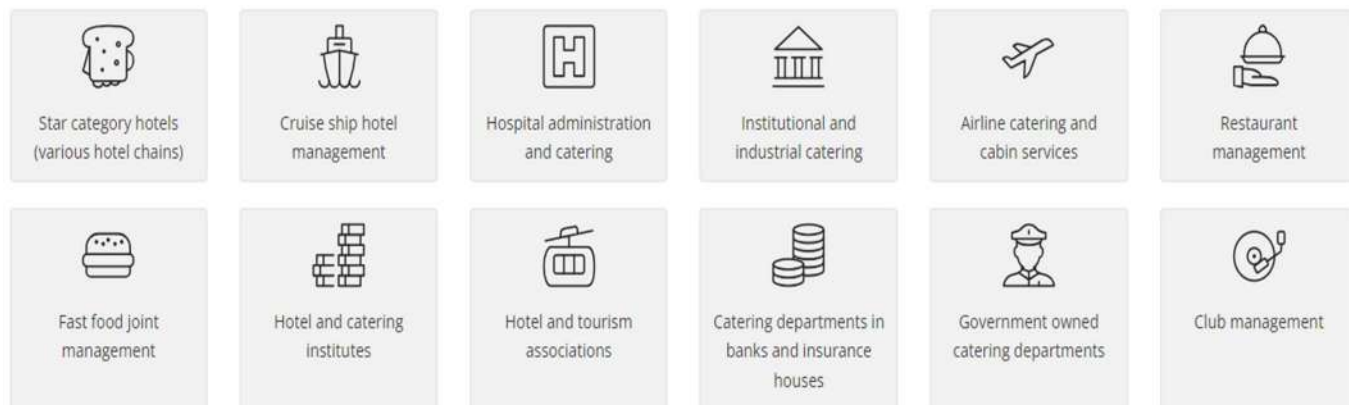 Star category hotels
(various hotel chains)
Cruise ship hotel
management
Hospital administration
and catering
Institutional and
industrial catering
Airline catering and
cabin services
Restaurant
management
Fast food joint
management
Hotel and catering
institutes
Hotel and tourism
associations
Catering departments in
banks and insurance
houses
Government owned
catering departments
Club management